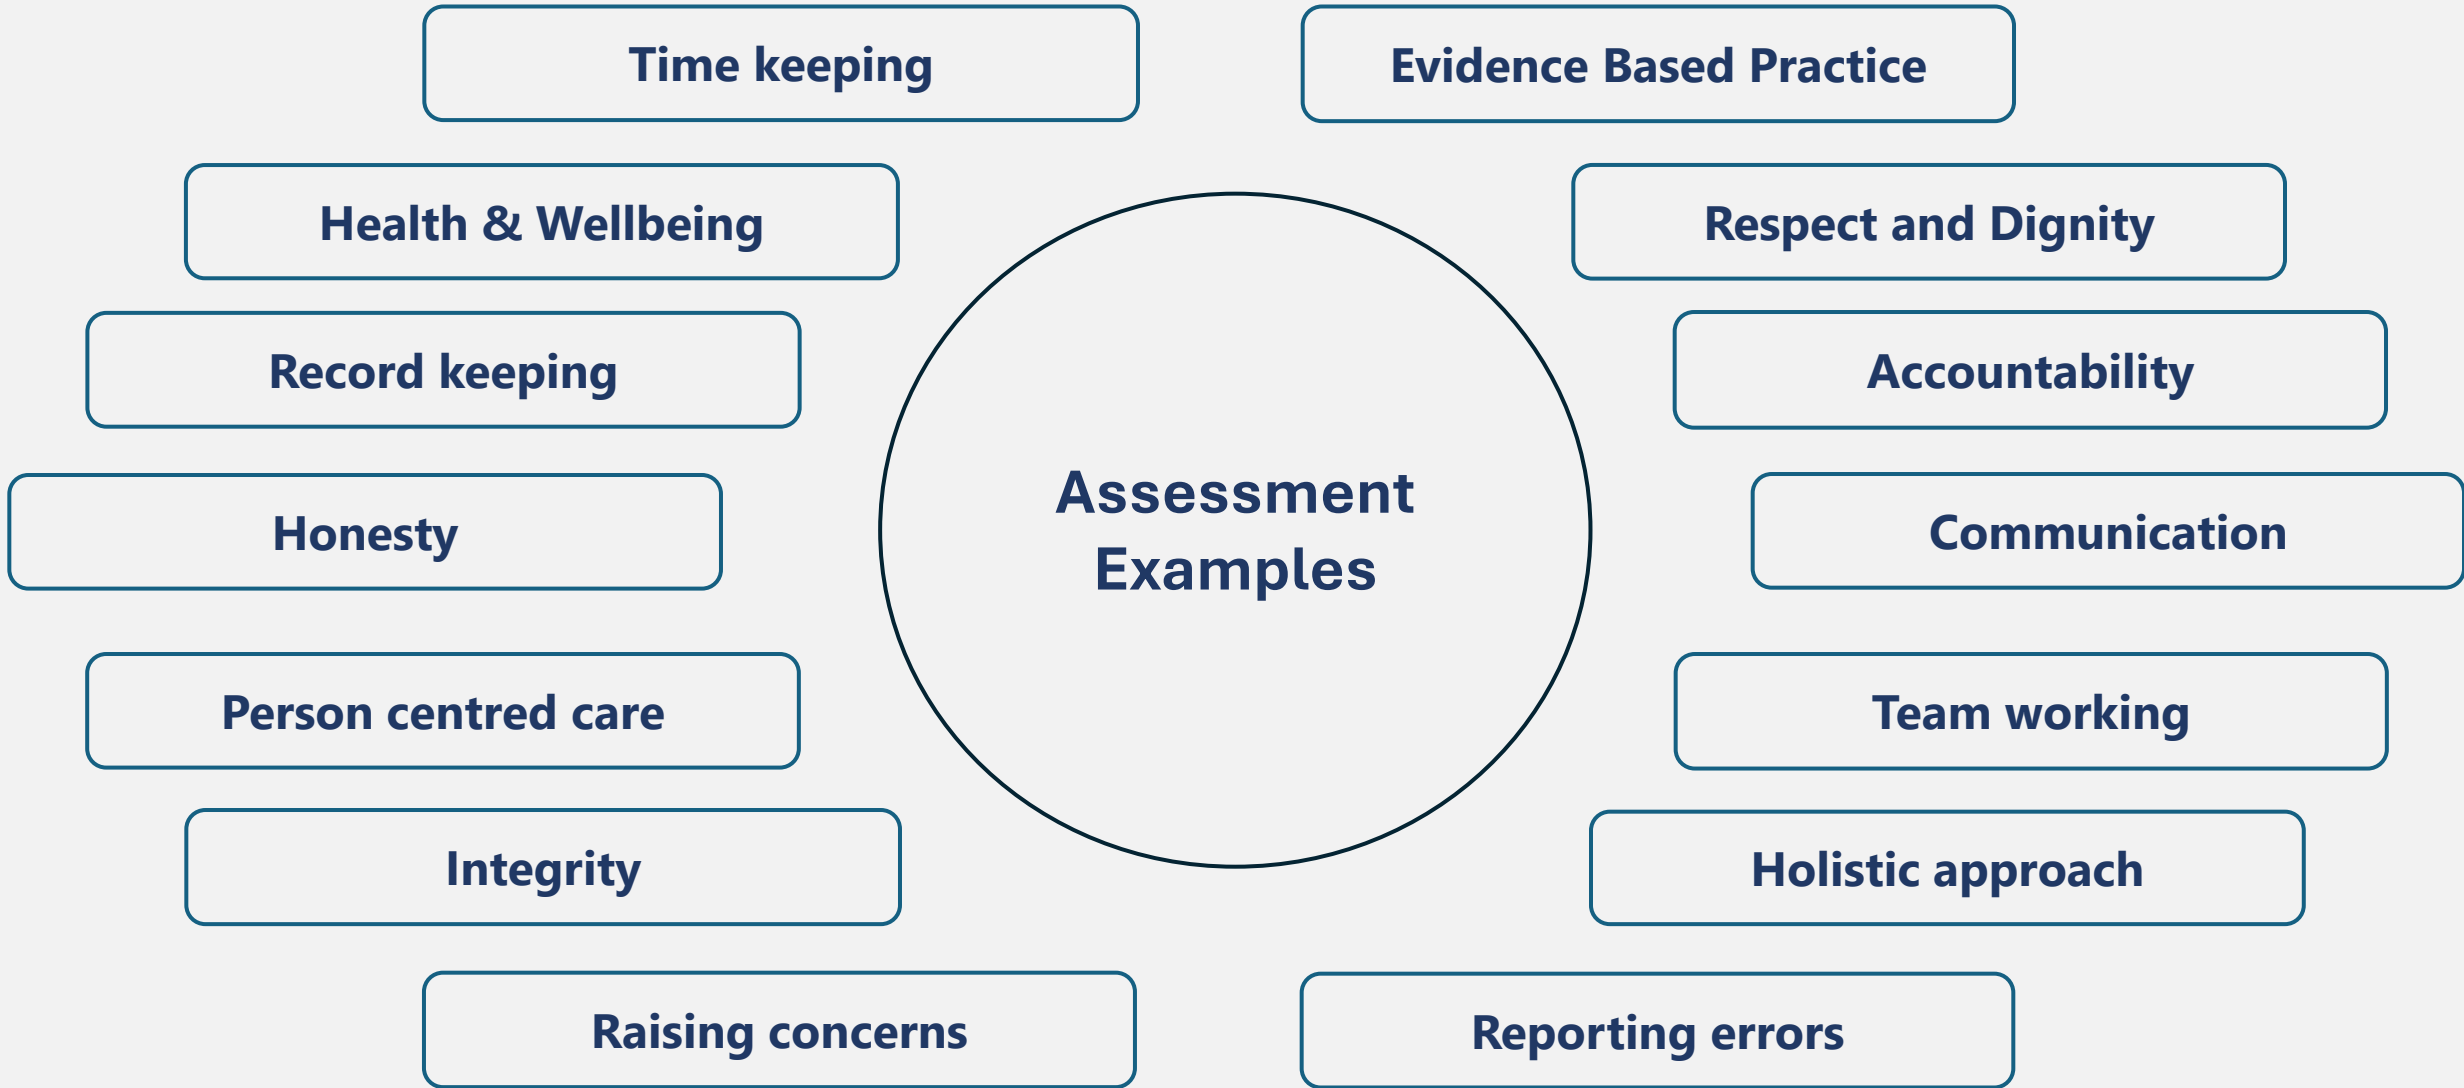 Time keeping
Evidence Based Practice
Health & Wellbeing
Respect and Dignity
Record keeping
Accountability
Assessment
Examples
Honesty
Communication
Person centred care
Team working
Integrity
Holistic approach
Raising concerns
Reporting errors